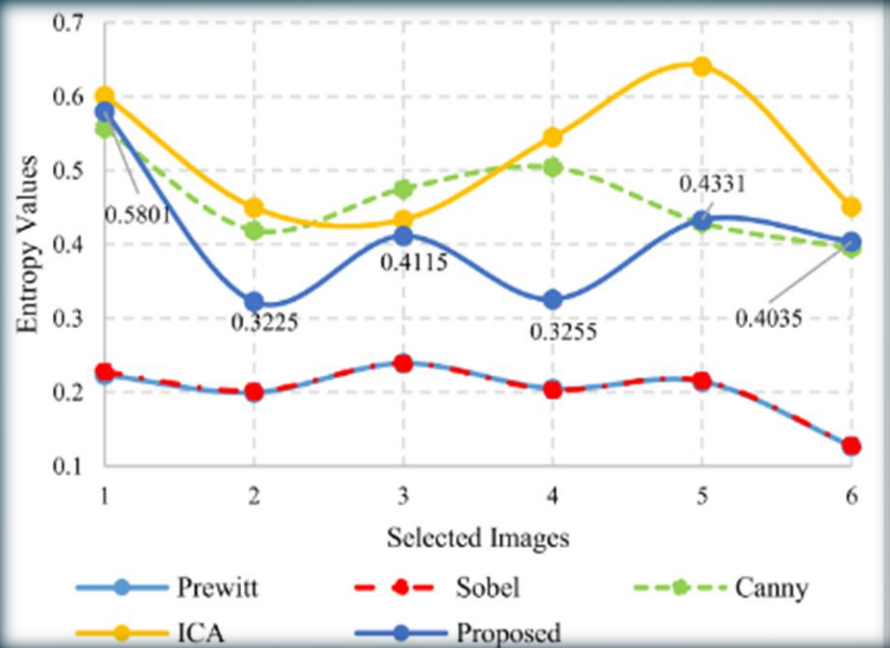 0.7
0.6
0.5
0.4331
0.5801
0.4
0.4115
0.3225
0.3
0.3255
0.4035
0.2
0.1
Entropy Values
1 2 3 4 5 6
Selected Images
Prewitt Sobel Canny
ICA Proposed